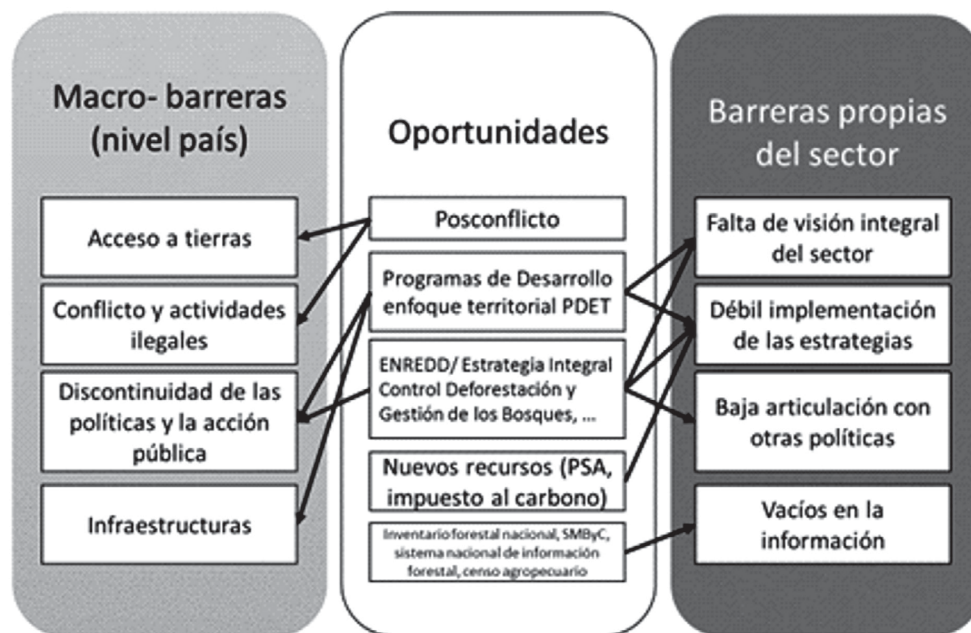 Macro- barreras
(nivel país)
Acceso a tierras
Conflicto y actividades
ilegales
Discontinuidad de las
políticas y la acción
pública
Infraestructuras
Oportunidades
Posconflicto
Programas de Desarrollo
enfoque territorial PDET
ENREDD/ Estrategia Integral
Control Deforestación y
Gestión de los Bosques, ...
Nuevos recursos (PSA,
impuesto al carbono)
Inventario forestal nacional, SMByC,
sistema nacional de información
forestal, censo agropecuario
Barreras propias
del sector
Falta de visión integral
del sector
Débil implementación
de las estrategias
Baja articulación con
otras políticas
Vacíos en la
información